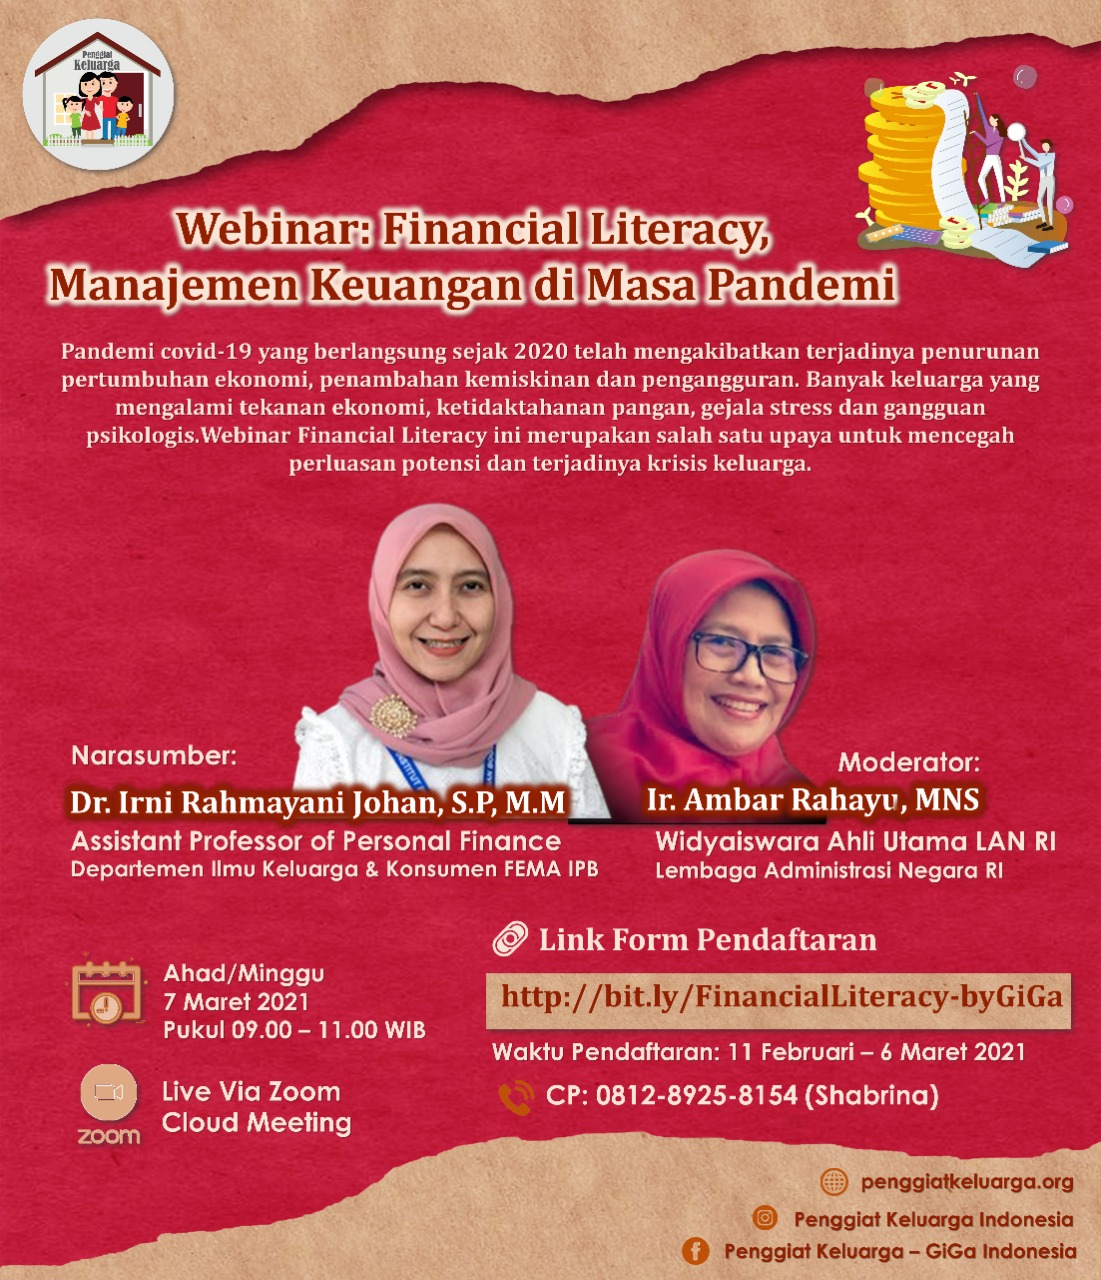 Penggiat
Keluarga
Webinar: Financial Literacy,
Manajemen Keuangan di Masa Pandemi
Pandemi covid-19 yang berlangsung sejak 2020 telah mengakibatkan terjadinya penurunan
pertumbuhan ekonomi, penambahan kemiskinan dan pengangguran. Banyak keluarga yang
mengalami tekanan ekonomi, ketidaktahanan pangan, gejala stress dan gangguan
psikologis.Webinar Financial Literacy ini merupakan salah satu upaya untuk mencegah
perluasan potensi dan terjadinya krisis keluarga.
Narasumber:
Dr. Irni Rahmayani Johan, S.P, M.M
Assistant Professor of Personal Finance
Departemen Ilmu Keluarga & Konsumen FEMA IPB
Moderator:
Ir. Ambar Rahayu, MNS
Widyaiswara Ahli Utama LAN RI
Lembaga Administrasi Negara RI
Ahad/Minggu
7 Maret 2021
Pukul 09.00 – 11.00 WIB
zoom
Live Via Zoom
Cloud Meeting
Link Form Pendaftaran
http://bit.ly/FinancialLiteracy-byGiGa
Waktu Pendaftaran: 11 Februari – 6 Maret 2021
CP: 0812-8925-8154 (Shabrina)
penggiatkeluarga.org
Penggiat Keluarga Indonesia
Penggiat Keluarga – GiGa Indonesia